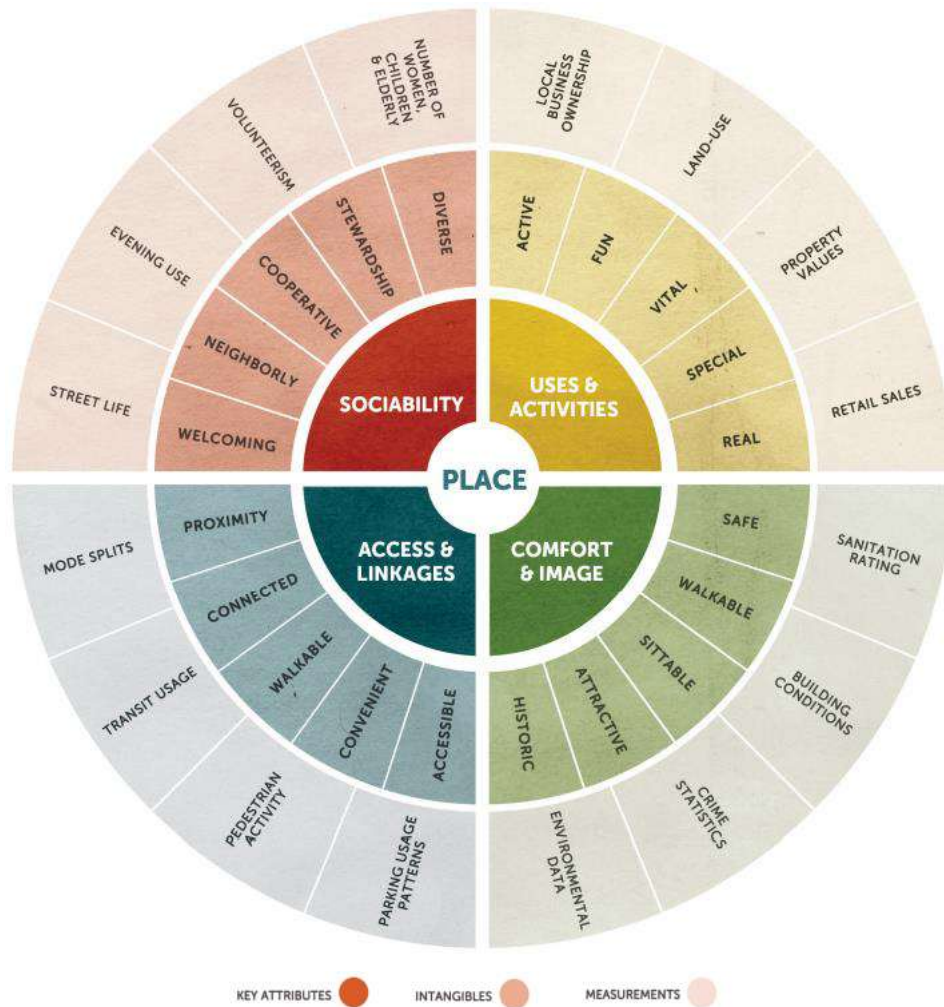 NUMBER OF
WOMEN,
CHILDREN
& ELDERLY
VOLUNTEERISM
EVENING USE
STREET LIFE
DIVERSE
STEWARDSHIP
COOPERATIVE
NEIGHBORLY
WELCOMING
SOCIABILITY
LOCAL
BUSINESS
OWNERSHIP
LAND-USE
PROPERTY
VALUES
RETAIL SALES
ACTIVE
FUN
VITAL
SPECIAL
REAL
USES &
ACTIVITIES
PLACE
ACCESS &
LINKAGES
PROXIMITY
CONNECTED
WALKABLE
CONVENIENT
ACCESSIBLE
MODE SPLITS
TRANSIT USAGE
PEDESTRIAN
ACTIVITY
PARKING USAGE
PATTERNS
COMFORT
& IMAGE
SAFE
WALKABLE
SITTABLE
ATTRACTIVE
HISTORIC
SANITATION
RATING
BUILDING
CONDITIONS
CRIME
STATISTICS
ENVIRONMENTAL
DATA
KEY ATTRIBUTES
INTANGIBLES
MEASUREMENTS